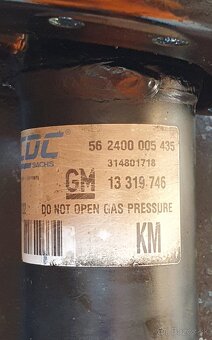 CDC
SACHS
56 2400 005 435
314801718
GM 13 319 746
DO NOT OPEN GAS PRESSURE
KM